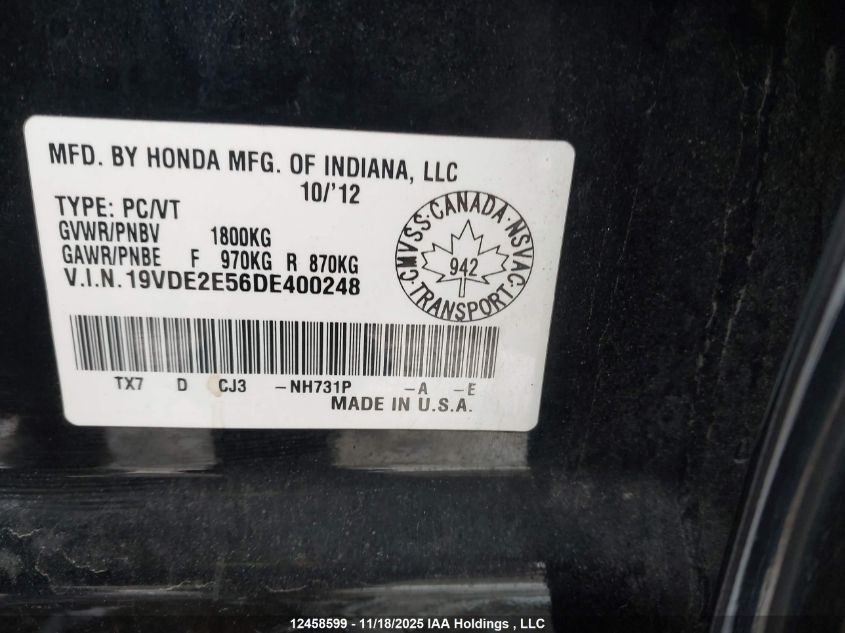 MFD. BY HONDA MFG. OF INDIANA, LLC
10/'12
TYPE: PC/VT
GVWR/PNBV 1800KG
GAWR/PNBE F 970KG R 870KG
V.I.N. 19VDE2E56DE400248
CMVSS·CANADA·NSVAC·TRANSPORT·
942
TX7 D CJ3 -NH731P -A -E
MADE IN U.S.A.
12458599 - 11/18/2025 IAA Holdings , LLC